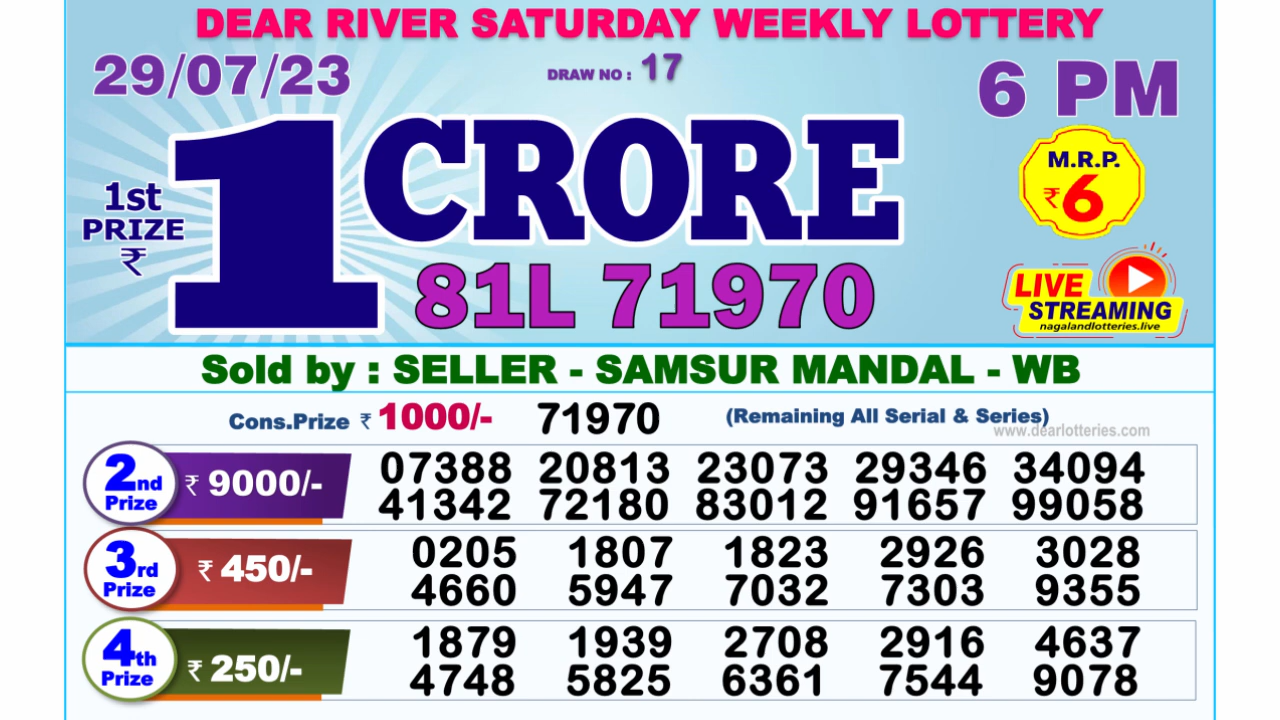 DEAR RIVER SATURDAY WEEKLY LOTTERY
29/07/23
DRAW NO : 17
6 PM
1st
PRIZE
₹
1 CRORE
81L 71970
M.R.P.
₹6
LIVE
STREAMING
nagalandlotteries.live
Sold by : SELLER - SAMSUR MANDAL - WB
Cons.Prize ₹ 1000/- 71970 (Remaining All Serial & Series)
www.dearlotteries.com
2nd Prize ₹ 9000/-
07388 20813 23073 29346 34094
41342 72180 83012 91657 99058
3rd Prize ₹ 450/-
0205 1807 1823 2926 3028
4660 5947 7032 7303 9355
4th Prize ₹ 250/-
1879 1939 2708 2916 4637
4748 5825 6361 7544 9078